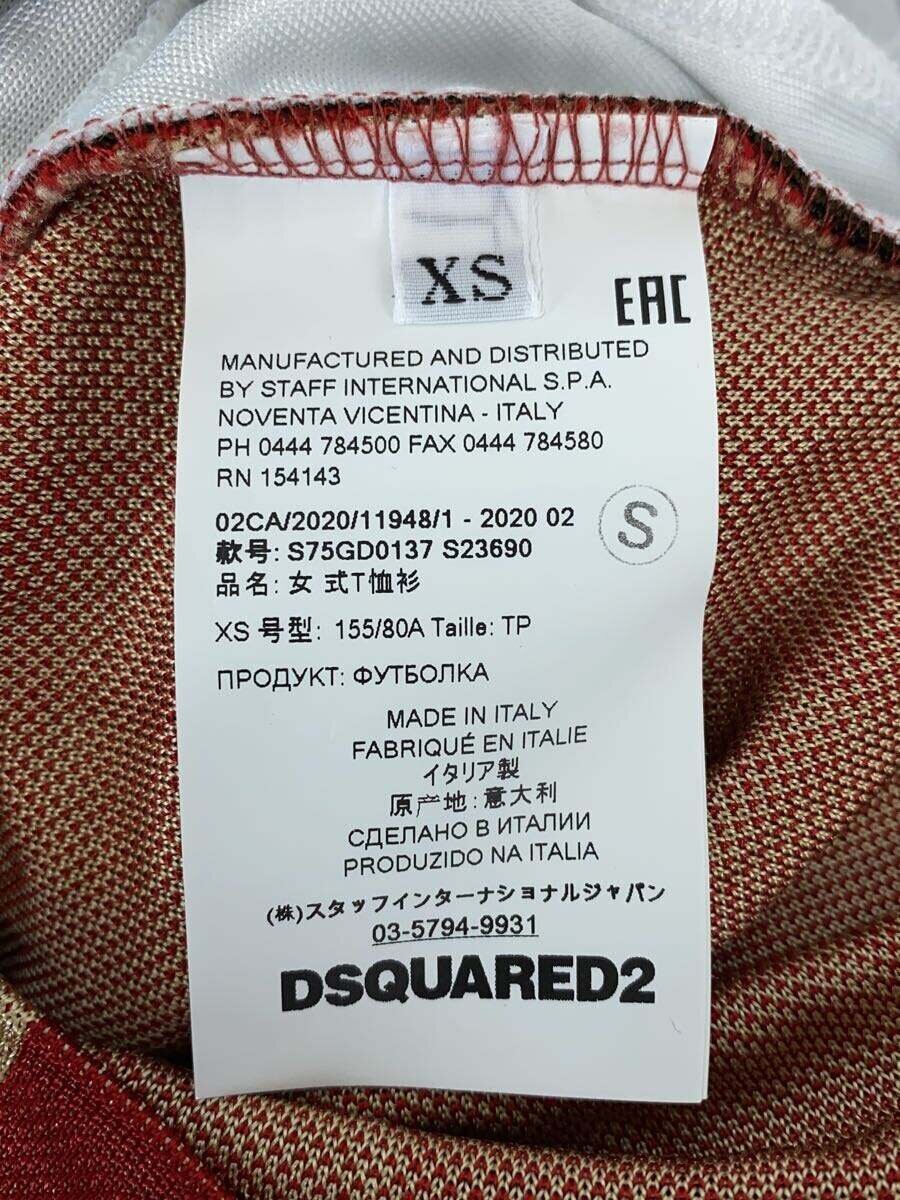 XS
EAC
MANUFACTURED AND DISTRIBUTED
BY STAFF INTERNATIONAL S.P.A.
NOVENTA VICENTINA - ITALY
PH 0444 784500 FAX 0444 784580
RN 154143
02CA/2020/11948/1 - 2020 02
S
款号: S75GD0137 S23690
品名: 女 式T恤衫
XS 号型: 155/80A Taille: TP
ПРОДУКТ: ФУТБОЛКА
MADE IN ITALY
FABRIQUÉ EN ITALIE
イタリア製
原产地: 意大利
СДЕЛАНО В ИТАЛИИ
PRODUZIDO NA ITALIA
(株)スタッフインターナショナルジャパン
03-5794-9931
DSQUARED2